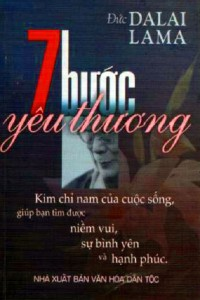 Đức DALAI
LAMA
7 bước
yêu thương
Kim chỉ nam của cuộc sống,
giúp bạn tìm được
niềm vui,
sự bình yên
và hạnh phúc.
NHÀ XUẤT BẢN VĂN HÓA DÂN TỘC